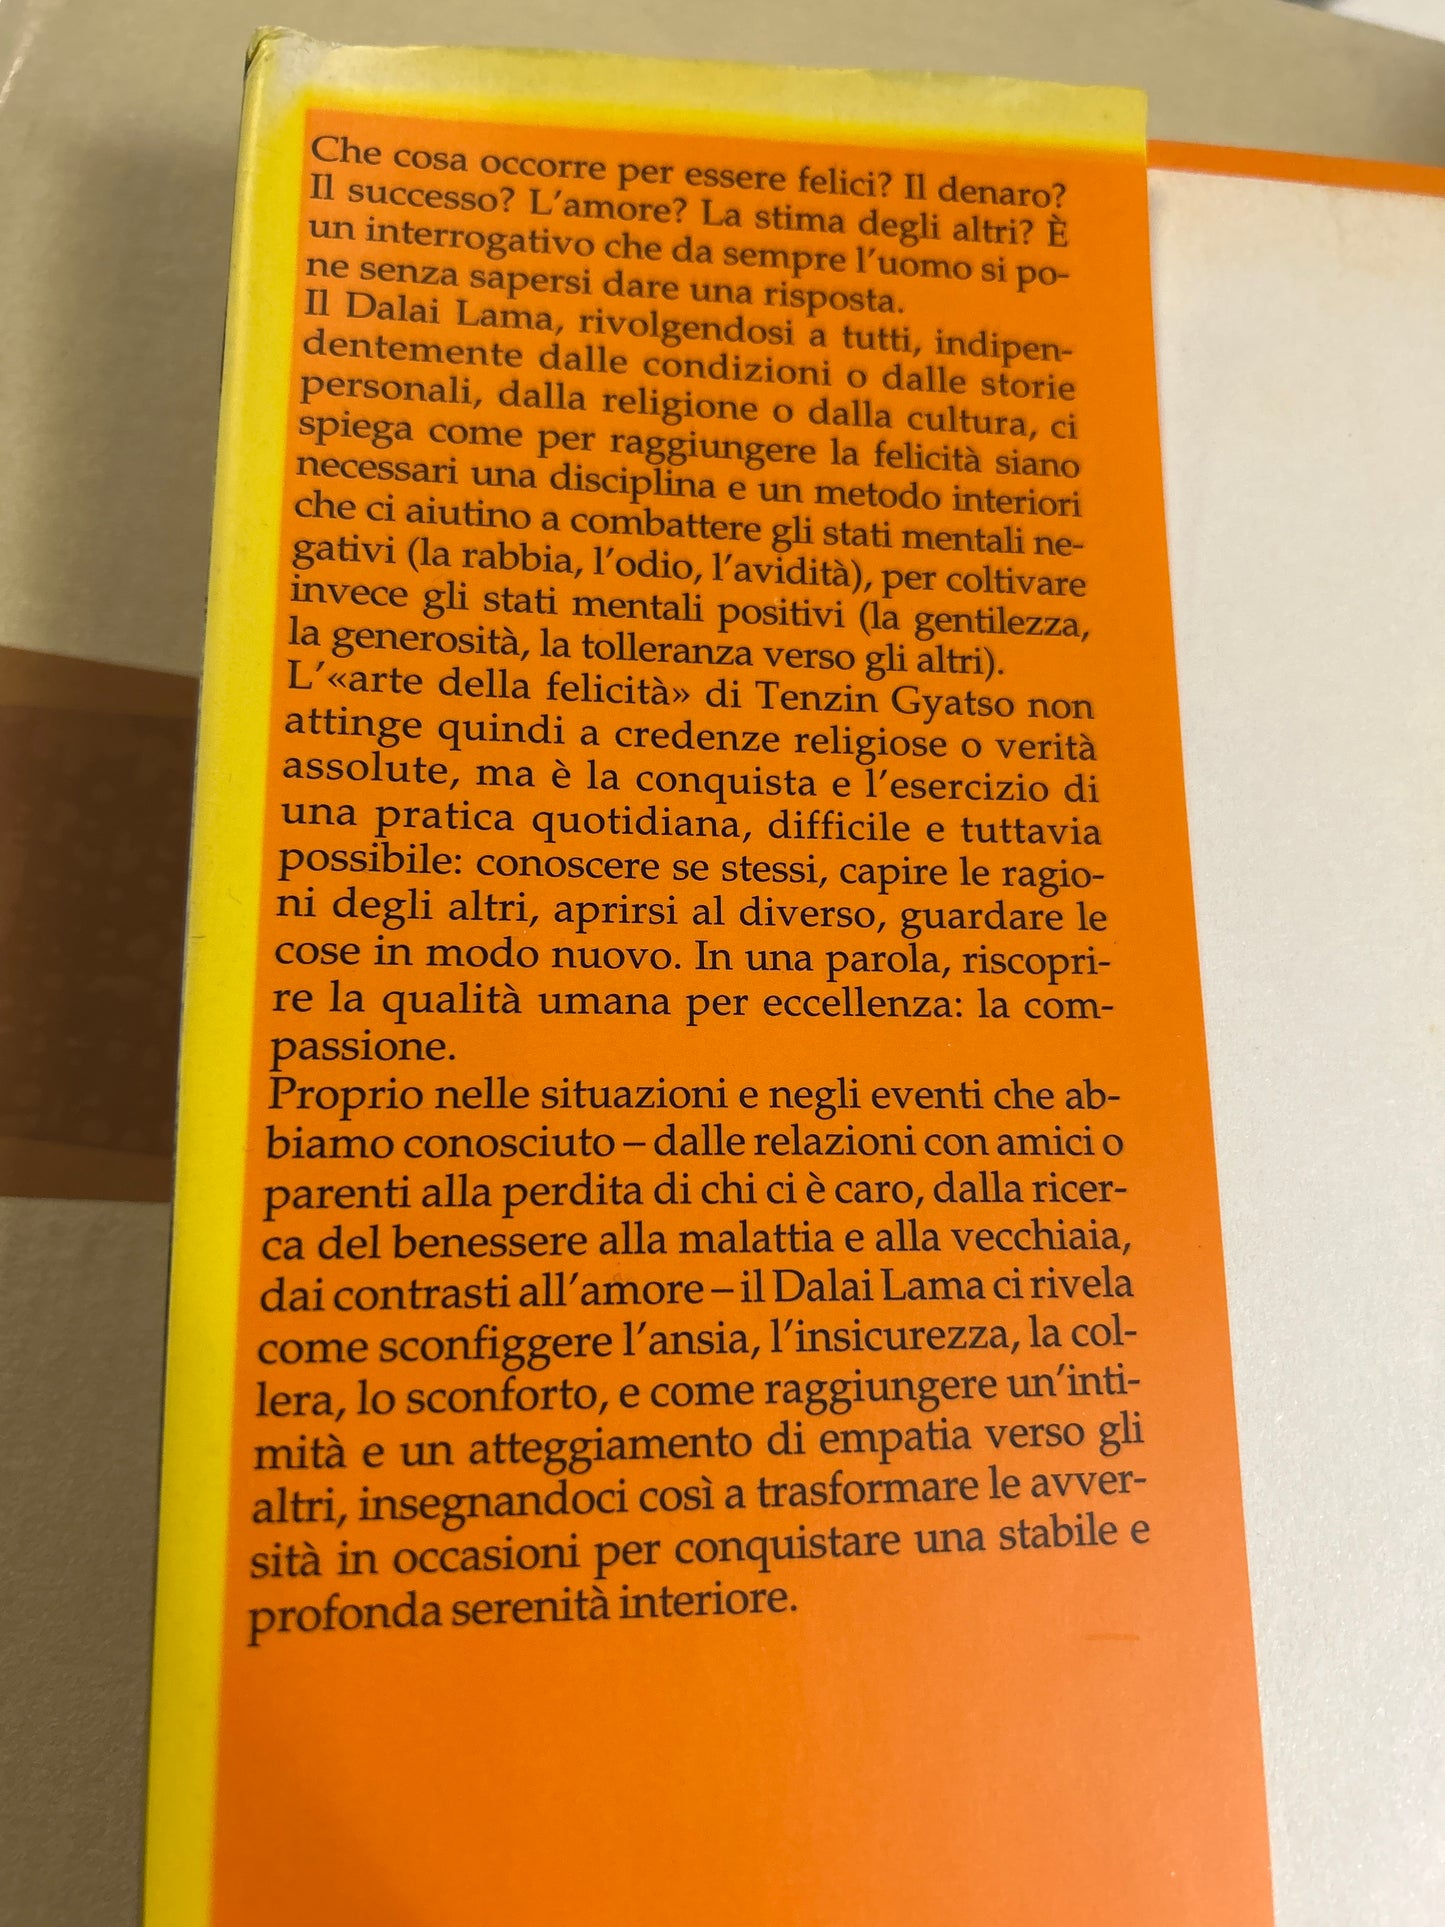 Che cosa occorre per essere felici? Il denaro?
Il successo? L'amore? La stima degli altri? È
un interrogativo che da sempre l'uomo si po-
ne senza sapersi dare una risposta.
Il Dalai Lama, rivolgendosi a tutti, indipen-
dentemente dalle condizioni o dalle storie
personali, dalla religione o dalla cultura, ci
spiega come per raggiungere la felicità siano
necessari una disciplina e un metodo interiori
che ci aiutino a combattere gli stati mentali ne-
gativi (la rabbia, l'odio, l'avidità), per coltivare
invece gli stati mentali positivi (la gentilezza,
la generosità, la tolleranza verso gli altri).
L'«arte della felicità» di Tenzin Gyatso non
attinge quindi a credenze religiose o verità
assolute, ma è la conquista e l'esercizio di
una pratica quotidiana, difficile e tuttavia
possibile: conoscere se stessi, capire le ragio-
ni degli altri, aprirsi al diverso, guardare le
cose in modo nuovo. In una parola, riscopri-
re la qualità umana per eccellenza: la com-
passione.
Proprio nelle situazioni e negli eventi che ab-
biamo conosciuto – dalle relazioni con amici o
parenti alla perdita di chi ci è caro, dalla ricer-
ca del benessere alla malattia e alla vecchiaia,
dai contrasti all'amore – il Dalai Lama ci rivela
come sconfiggere l'ansia, l'insicurezza, la col-
lera, lo sconforto, e come raggiungere un'inti-
mità e un atteggiamento di empatia verso gli
altri, insegnandoci così a trasformare le avver-
sità in occasioni per conquistare una stabile e
profonda serenità interiore.